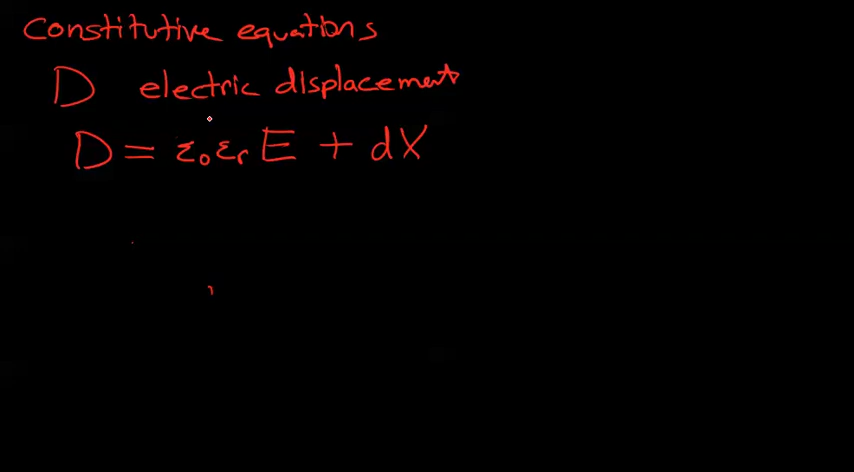 Constitutive equations
D electric displacement
D = ε₀εᵣE + dX